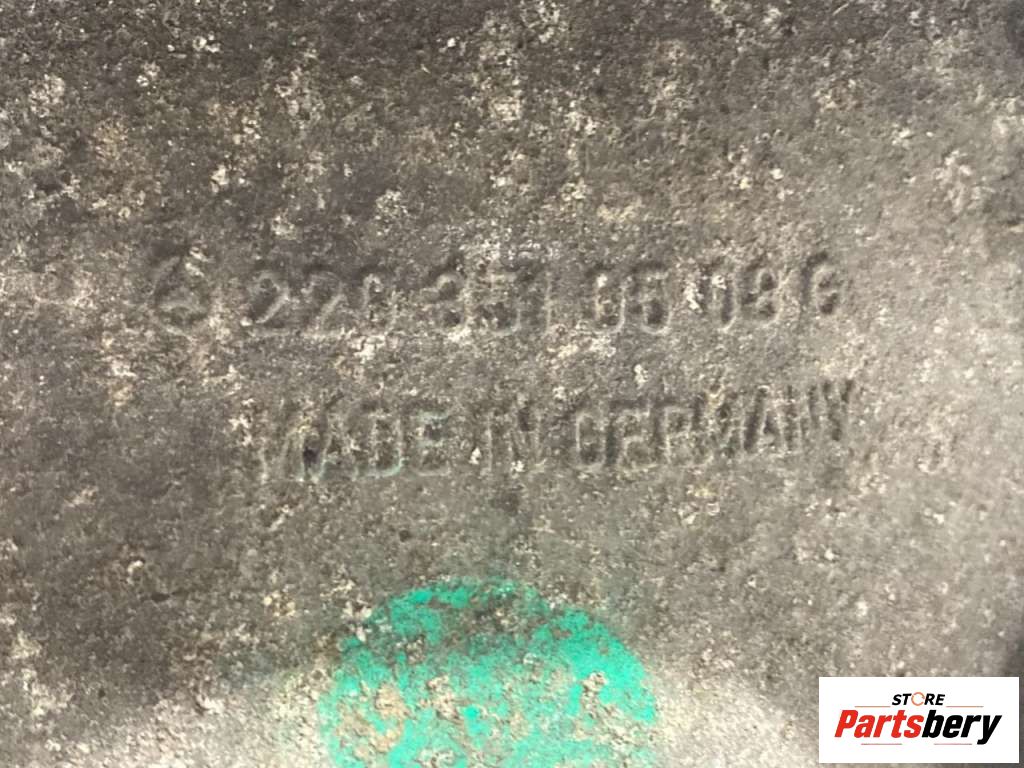 220 351 05 08 G
MADE IN GERMANY
STORE
Partsbery